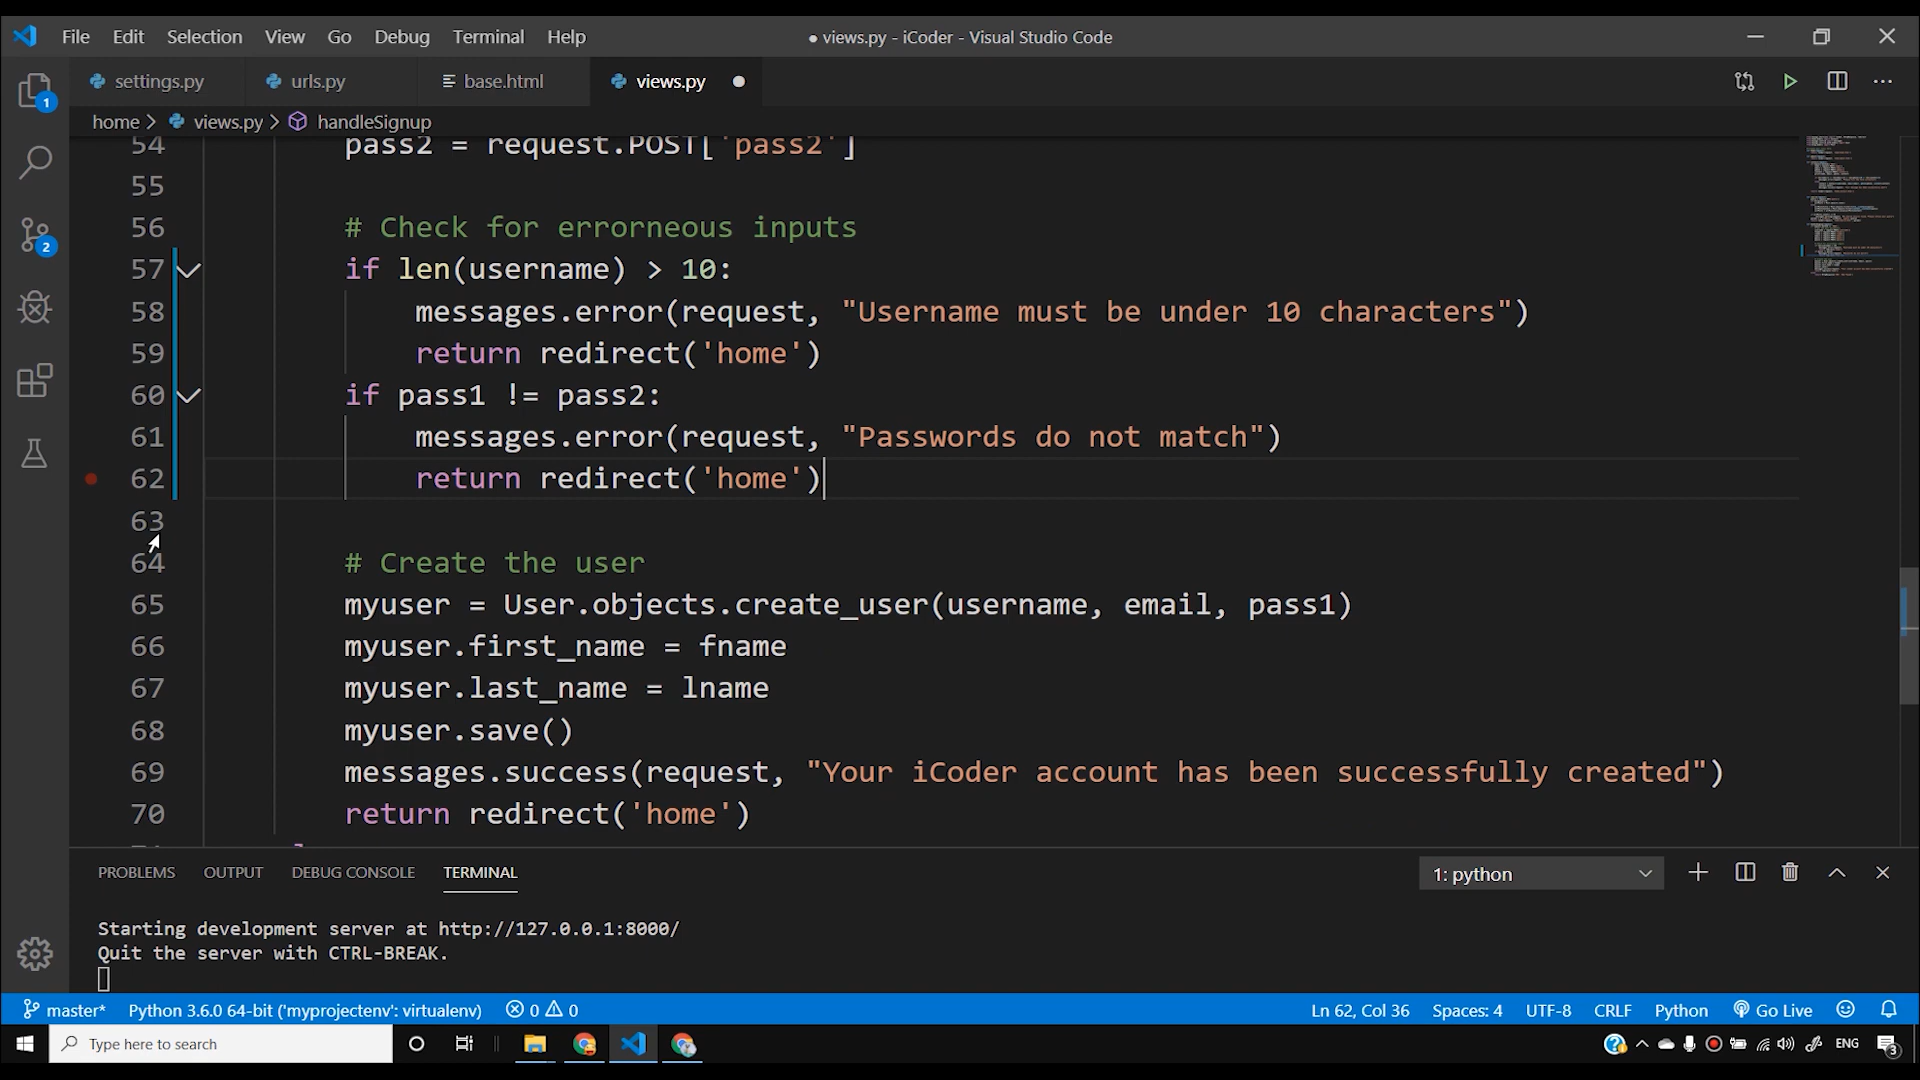 File Edit Selection View Go Debug Terminal Help
● views.py - iCoder - Visual Studio Code
settings.py urls.py base.html views.py
home > views.py > handleSignup
54 pass2 = request.POST['pass2']
55
56 # Check for errorneous inputs
57 if len(username) > 10:
58 messages.error(request, "Username must be under 10 characters")
59 return redirect('home')
60 if pass1 != pass2:
61 messages.error(request, "Passwords do not match")
62 return redirect('home')
63
64 # Create the user
65 myuser = User.objects.create_user(username, email, pass1)
66 myuser.first_name = fname
67 myuser.last_name = lname
68 myuser.save()
69 messages.success(request, "Your iCoder account has been successfully created")
70 return redirect('home')
PROBLEMS OUTPUT DEBUG CONSOLE TERMINAL 1: python
Starting development server at http://127.0.0.1:8000/
Quit the server with CTRL-BREAK.
master* Python 3.6.0 64-bit ('myprojectenv': virtualenv) 0 0 Ln 62, Col 36 Spaces: 4 UTF-8 CRLF Python Go Live
Type here to search ENG 3
1
2